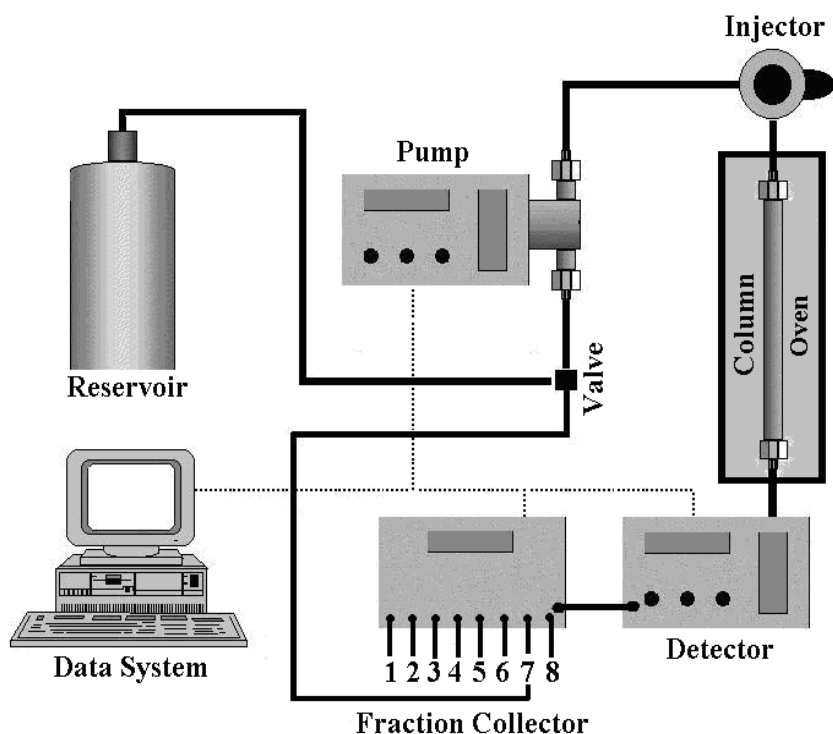 Injector
Pump
Column
Oven
Reservoir
Valve
Data System
1 2 3 4 5 6 7 8
Detector
Fraction Collector